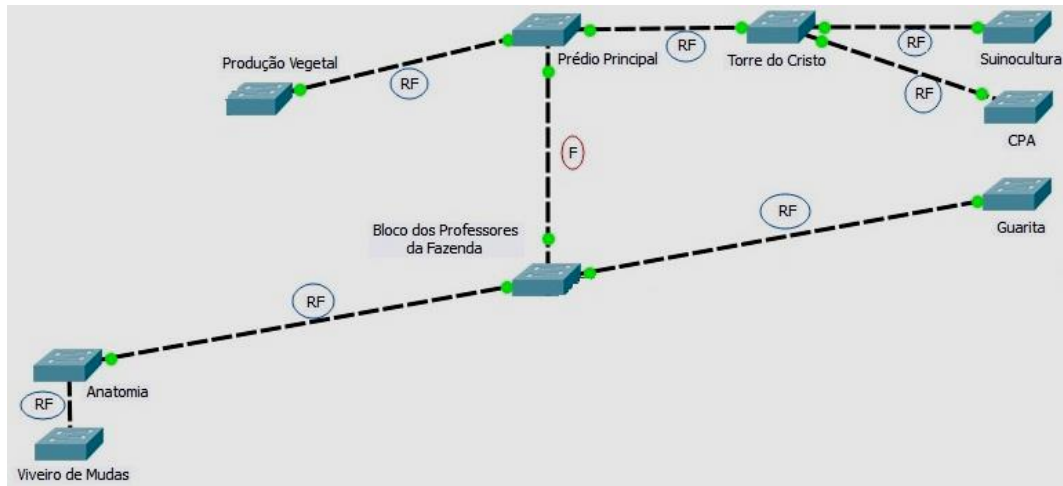 RF
RF
Suinocultura
Produção Vegetal
Prédio Principal
Torre do Cristo
RF
RF
CPA
F
RF
Guarita
Bloco dos Professores
da Fazenda
RF
Anatomia
RF
Viveiro de Mudas